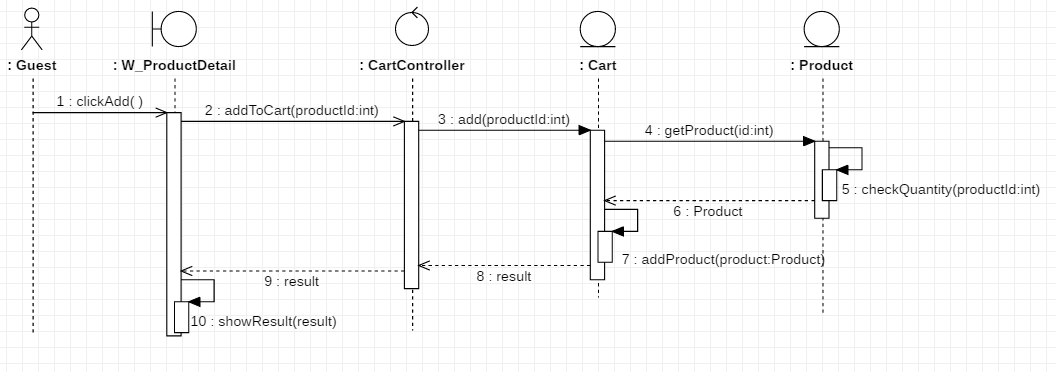 : Guest
: W_ProductDetail
: CartController
: Cart
: Product
1 : clickAdd( )
2 : addToCart(productId:int)
3 : add(productId:int)
4 : getProduct(id:int)
5 : checkQuantity(productId:int)
6 : Product
7 : addProduct(product:Product)
8 : result
9 : result
10 : showResult(result)